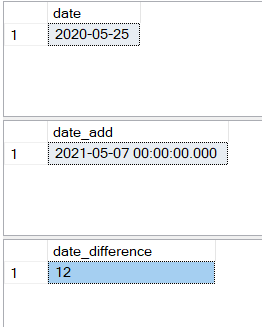 date
1 2020-05-25
date_add
1 2021-05-07 00:00:00.000
date_difference
1 12